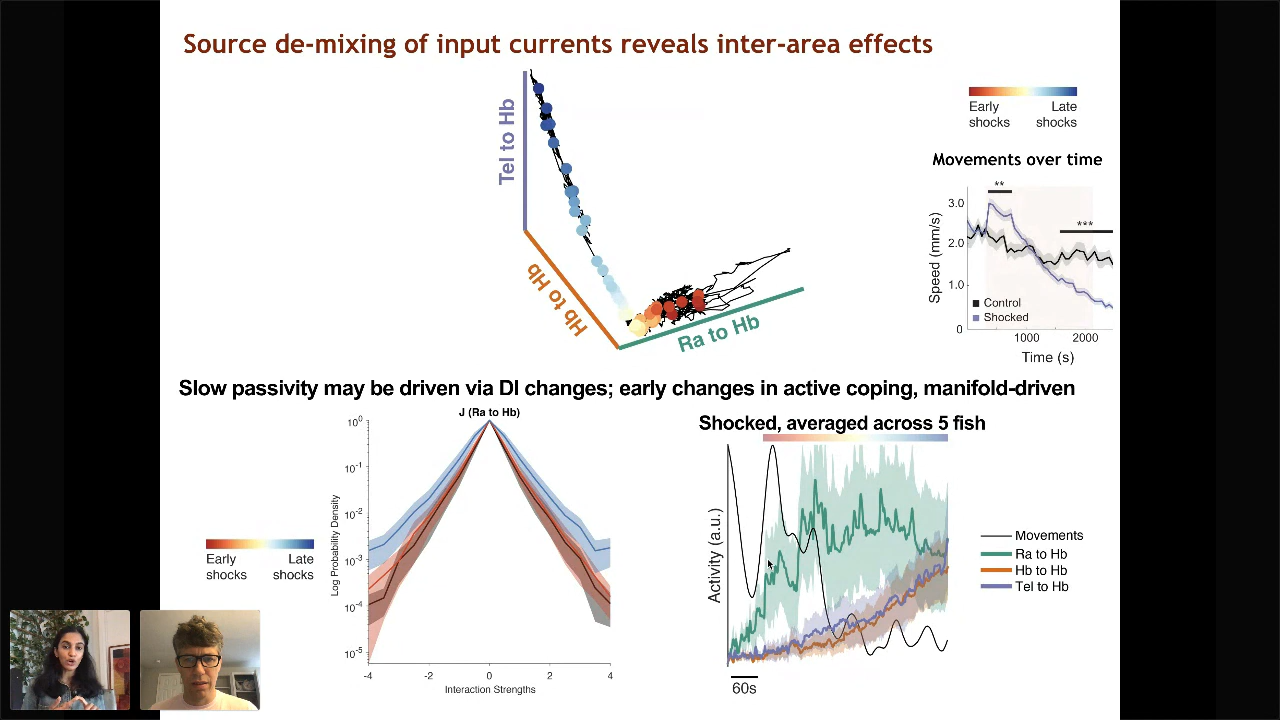 Source de-mixing of input currents reveals inter-area effects
Tel to Hb
Hb to Hb
Ra to Hb
Early shocks
Late shocks
Movements over time
Speed (mm/s)
3.0
2.0
1.0
0
**
***
Control
Shocked
1000
2000
Time (s)
Slow passivity may be driven via DI changes; early changes in active coping, manifold-driven
J (Ra to Hb)
Log Probability Density
10^0
10^-1
10^-2
10^-3
10^-4
10^-5
-4
-2
0
2
4
Interaction Strengths
Early shocks
Late shocks
Shocked, averaged across 5 fish
Activity (a.u.)
60s
Movements
Ra to Hb
Hb to Hb
Tel to Hb